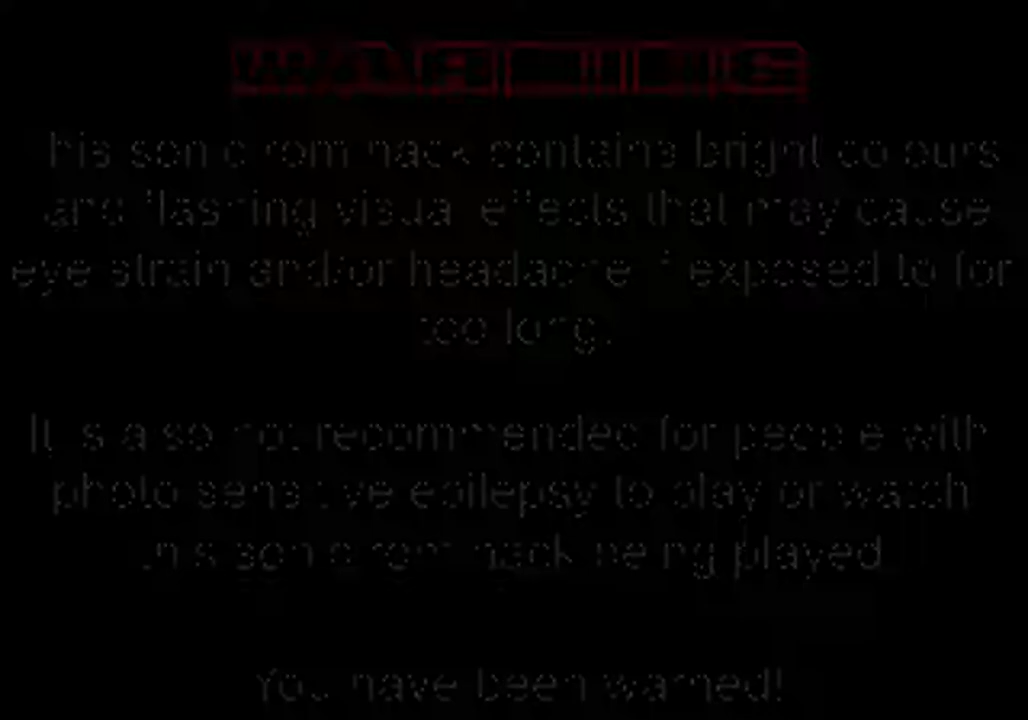 WARNING
This sonic rom hack contains bright colours
and flashing visual effects that may cause
eye strain and/or headache if exposed to for
too long.
It is also not recommended for people with
photo sensitive epilepsy to play or watch
this sonic rom hack being played
You have been warned!